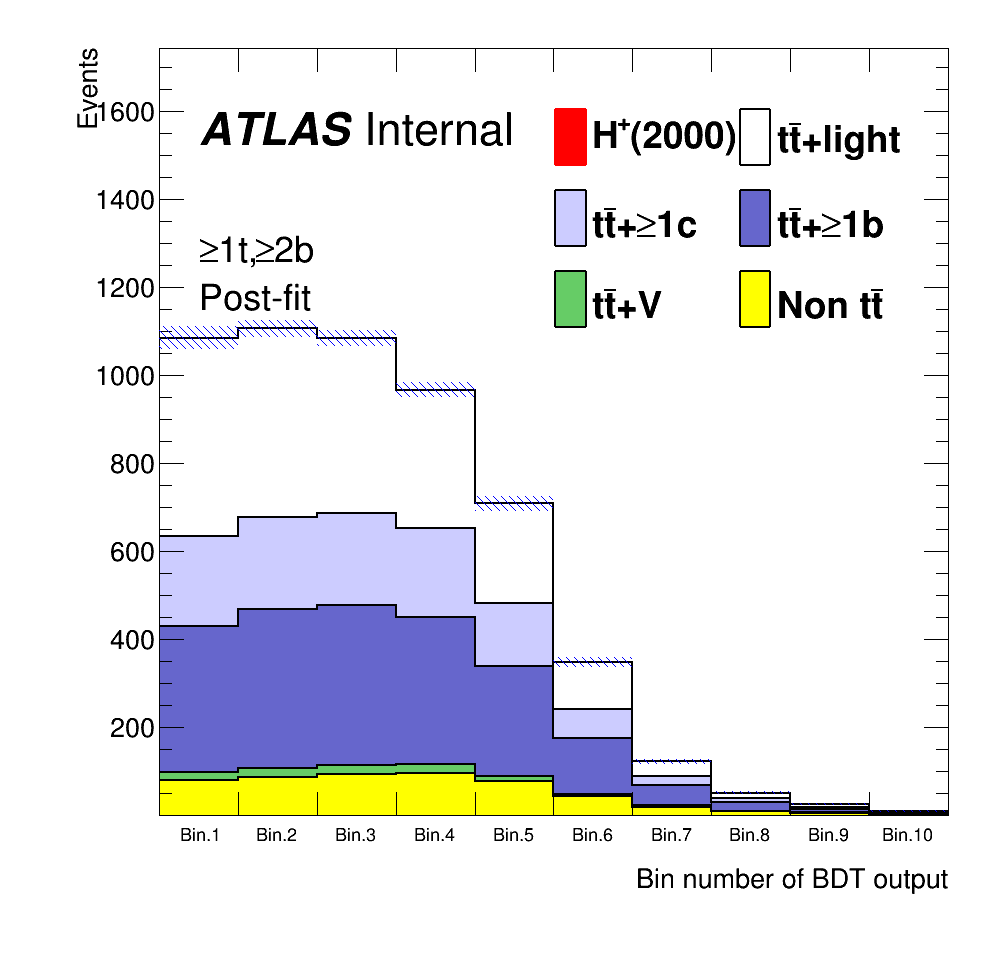 Events
1600
1400
1200
1000
800
600
400
200
ATLAS Internal
≥1t,≥2b
Post-fit
H⁺(2000) tt̄+light
tt̄+≥1c tt̄+≥1b
tt̄+V Non tt̄
Bin.1 Bin.2 Bin.3 Bin.4 Bin.5 Bin.6 Bin.7 Bin.8 Bin.9 Bin.10
Bin number of BDT output